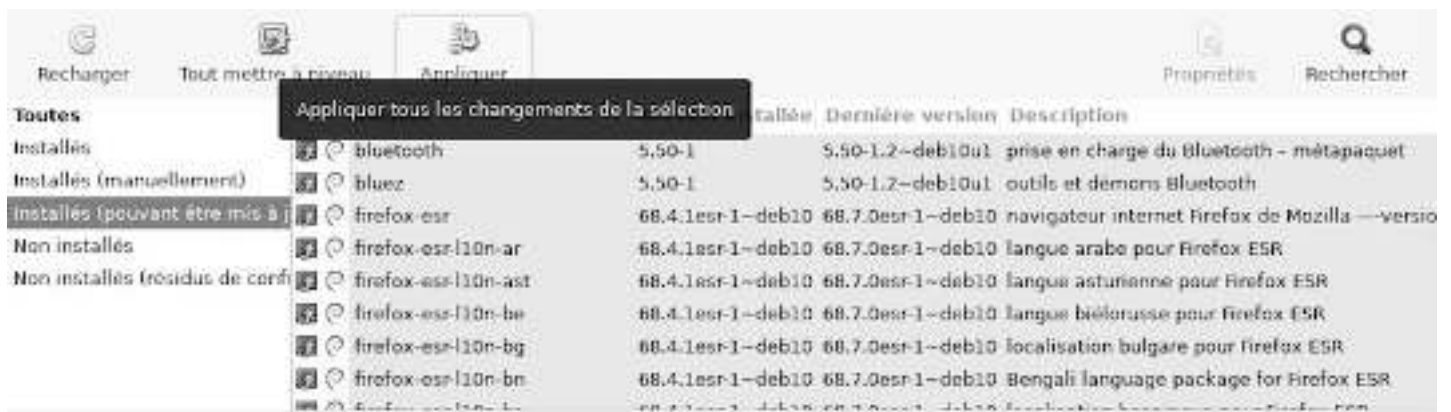 Recharger Tout mettre à niveau Appliquer Propriétés Rechercher
Appliquer tous les changements de la sélection
Toutes tallée Dernière version Description
Installés bluetooth 5.50-1 5.50-1.2~deb10u1 prise en charge du Bluetooth - métapaquet
Installés (manuellement) bluez 5.50-1 5.50-1.2~deb10u1 outils et démons Bluetooth
Installés (pouvant être mis à j firefox-esr 68.4.1esr-1~deb10 68.7.0esr-1~deb10 navigateur internet Firefox de Mozilla ---versio
Non installés firefox-esr-l10n-ar 68.4.1esr-1~deb10 68.7.0esr-1~deb10 langue arabe pour Firefox ESR
Non installés (résidus de confi firefox-esr-l10n-ast 68.4.1esr-1~deb10 68.7.0esr-1~deb10 langue asturienne pour Firefox ESR
firefox-esr-l10n-be 68.4.1esr-1~deb10 68.7.0esr-1~deb10 langue biélorusse pour Firefox ESR
firefox-esr-l10n-bg 68.4.1esr-1~deb10 68.7.0esr-1~deb10 localisation bulgare pour Firefox ESR
firefox-esr-l10n-bn 68.4.1esr-1~deb10 68.7.0esr-1~deb10 Bengali language package for Firefox ESR